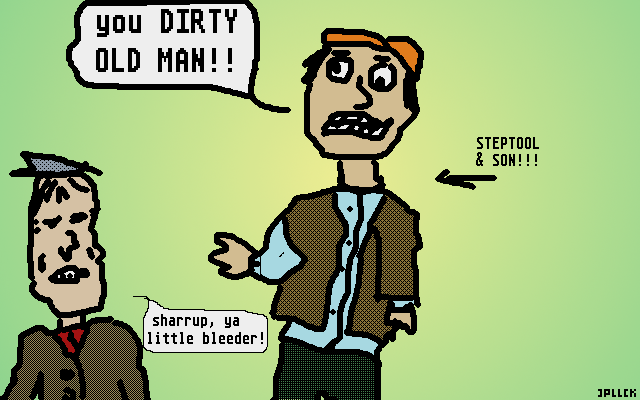 you DIRTY
OLD MAN!!
STEPTOOL
& SON!!!
sharrup, ya
little bleeder!
JPLLCK